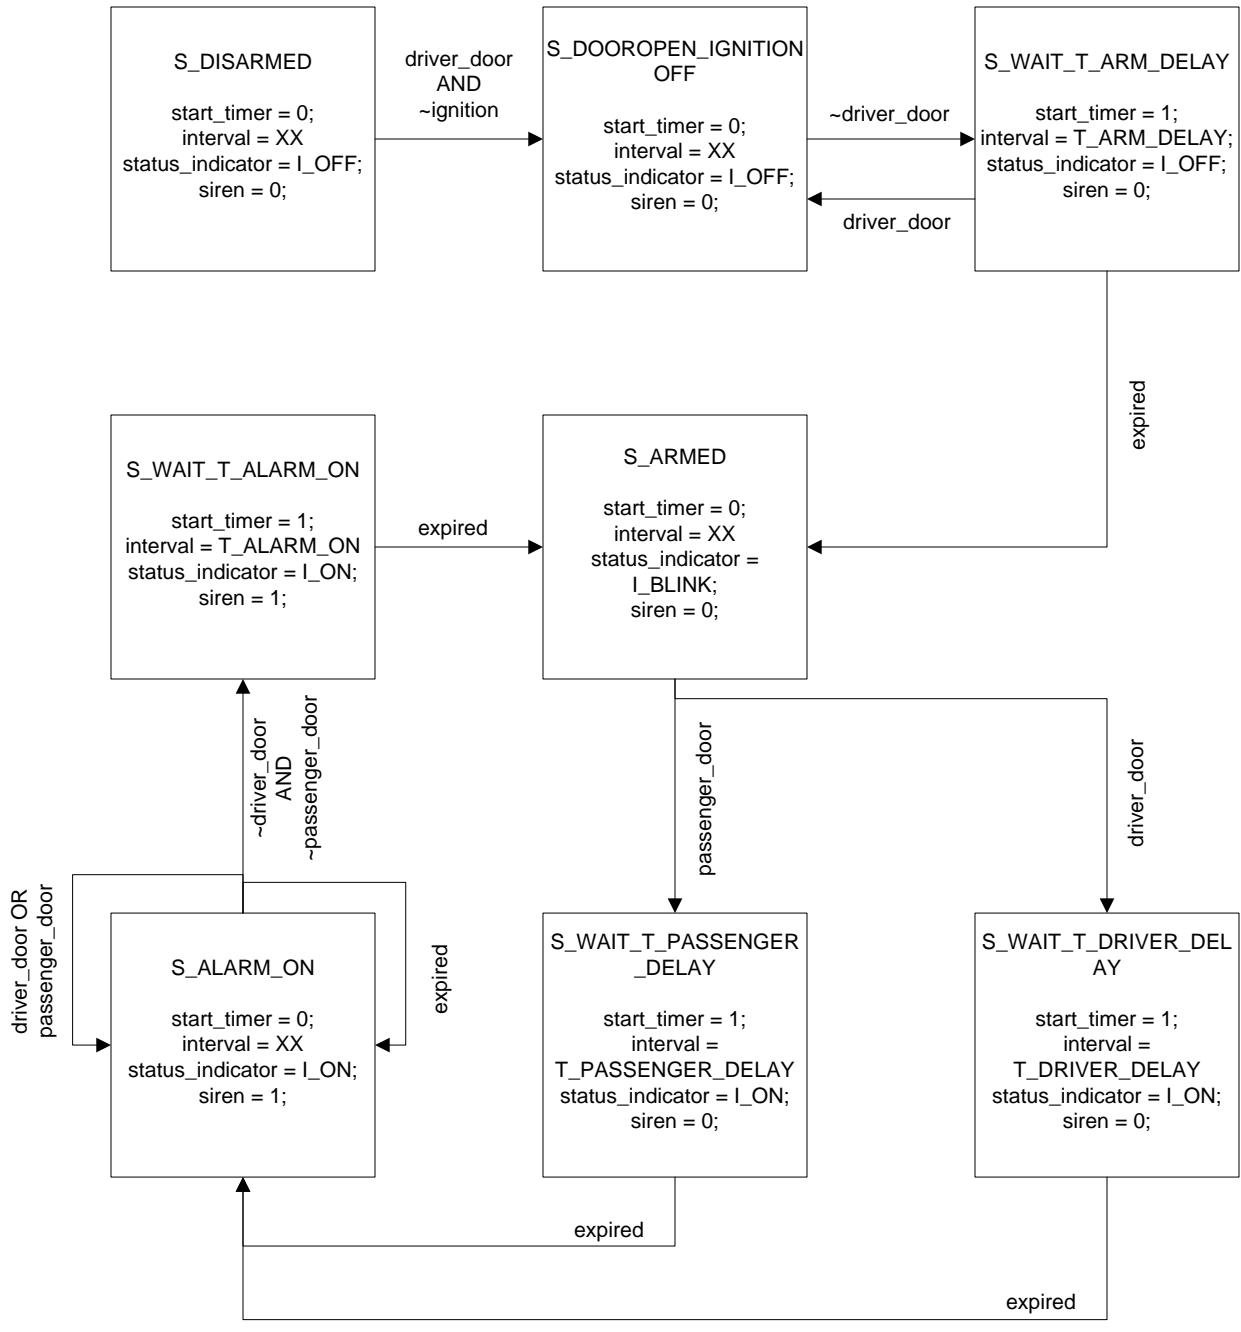 S_DISARMED
start_timer = 0;
interval = XX
status_indicator = I_OFF;
siren = 0;
driver_door
AND
~ignition
S_DOOROPEN_IGNITION
OFF
start_timer = 0;
interval = XX
status_indicator = I_OFF;
siren = 0;
~driver_door
driver_door
S_WAIT_T_ARM_DELAY
start_timer = 1;
interval = T_ARM_DELAY;
status_indicator = I_OFF;
siren = 0;
expired
S_WAIT_T_ALARM_ON
start_timer = 1;
interval = T_ALARM_ON
status_indicator = I_ON;
siren = 1;
expired
S_ARMED
start_timer = 0;
interval = XX
status_indicator =
I_BLINK;
siren = 0;
~driver_door
AND
~passenger_door
passenger_door
driver_door
driver_door OR
passenger_door
S_ALARM_ON
start_timer = 0;
interval = XX
status_indicator = I_ON;
siren = 1;
expired
S_WAIT_T_PASSENGER
_DELAY
start_timer = 1;
interval =
T_PASSENGER_DELAY
status_indicator = I_ON;
siren = 0;
S_WAIT_T_DRIVER_DEL
AY
start_timer = 1;
interval =
T_DRIVER_DELAY
status_indicator = I_ON;
siren = 0;
expired
expired